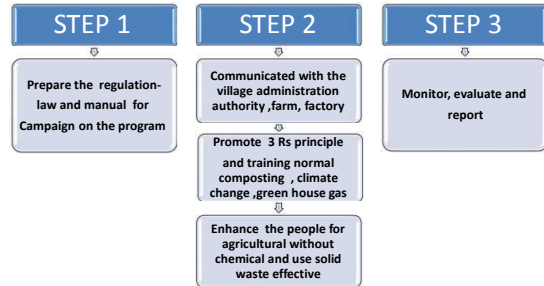 STEP 1
Prepare the regulation-
law and manual for
Campaign on the program
STEP 2
Communicated with the
village administration
authority ,farm, factory
Promote 3 Rs principle
and training normal
composting , climate
change ,green house gas
Enhance the people for
agricultural without
chemical and use solid
waste effective
STEP 3
Monitor, evaluate and
report